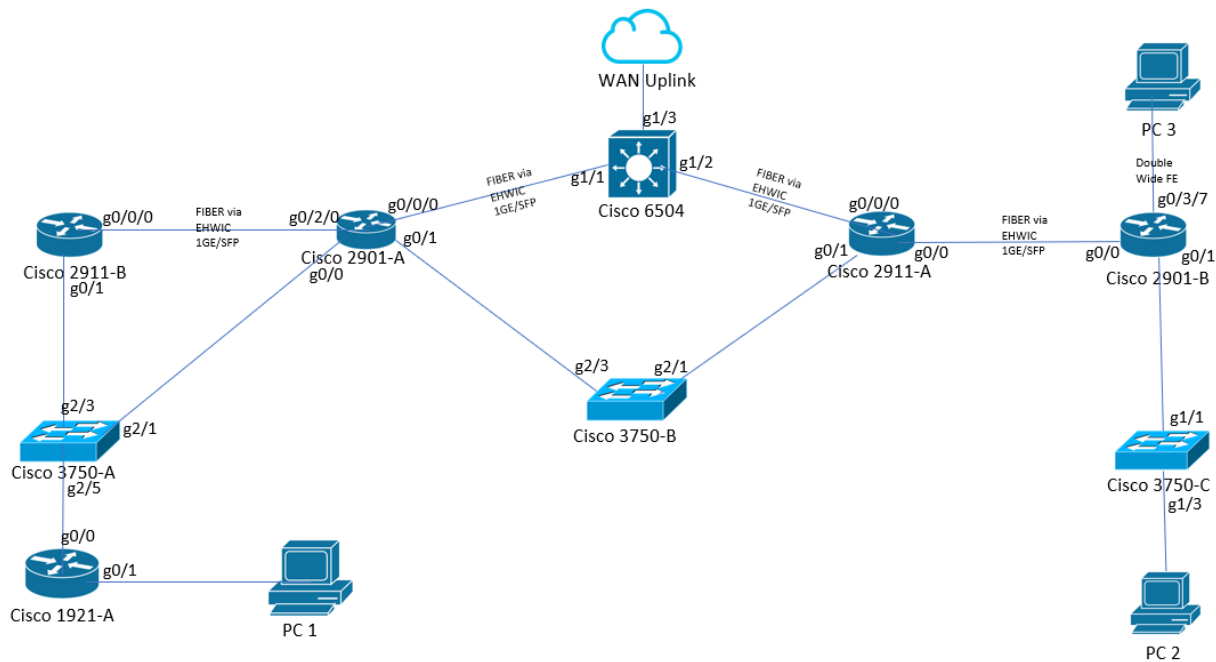 WAN Uplink
g1/3
PC 3
g1/1
g1/2
Cisco 6504
FIBER via
EHWIC
1GE/SFP
FIBER via
EHWIC
1GE/SFP
Double
Wide FE
g0/3/7
g0/0/0
FIBER via
EHWIC
1GE/SFP
g0/2/0
g0/0/0
g0/1
Cisco 2911-B
g0/1
Cisco 2901-A
g0/0
g0/0/0
g0/1
Cisco 2911-A
g0/0
FIBER via
EHWIC
1GE/SFP
g0/0
g0/1
Cisco 2901-B
g2/3
g2/1
Cisco 3750-A
g2/5
g2/3
g2/1
Cisco 3750-B
g1/1
Cisco 3750-C
g1/3
g0/0
g0/1
Cisco 1921-A
PC 1
PC 2